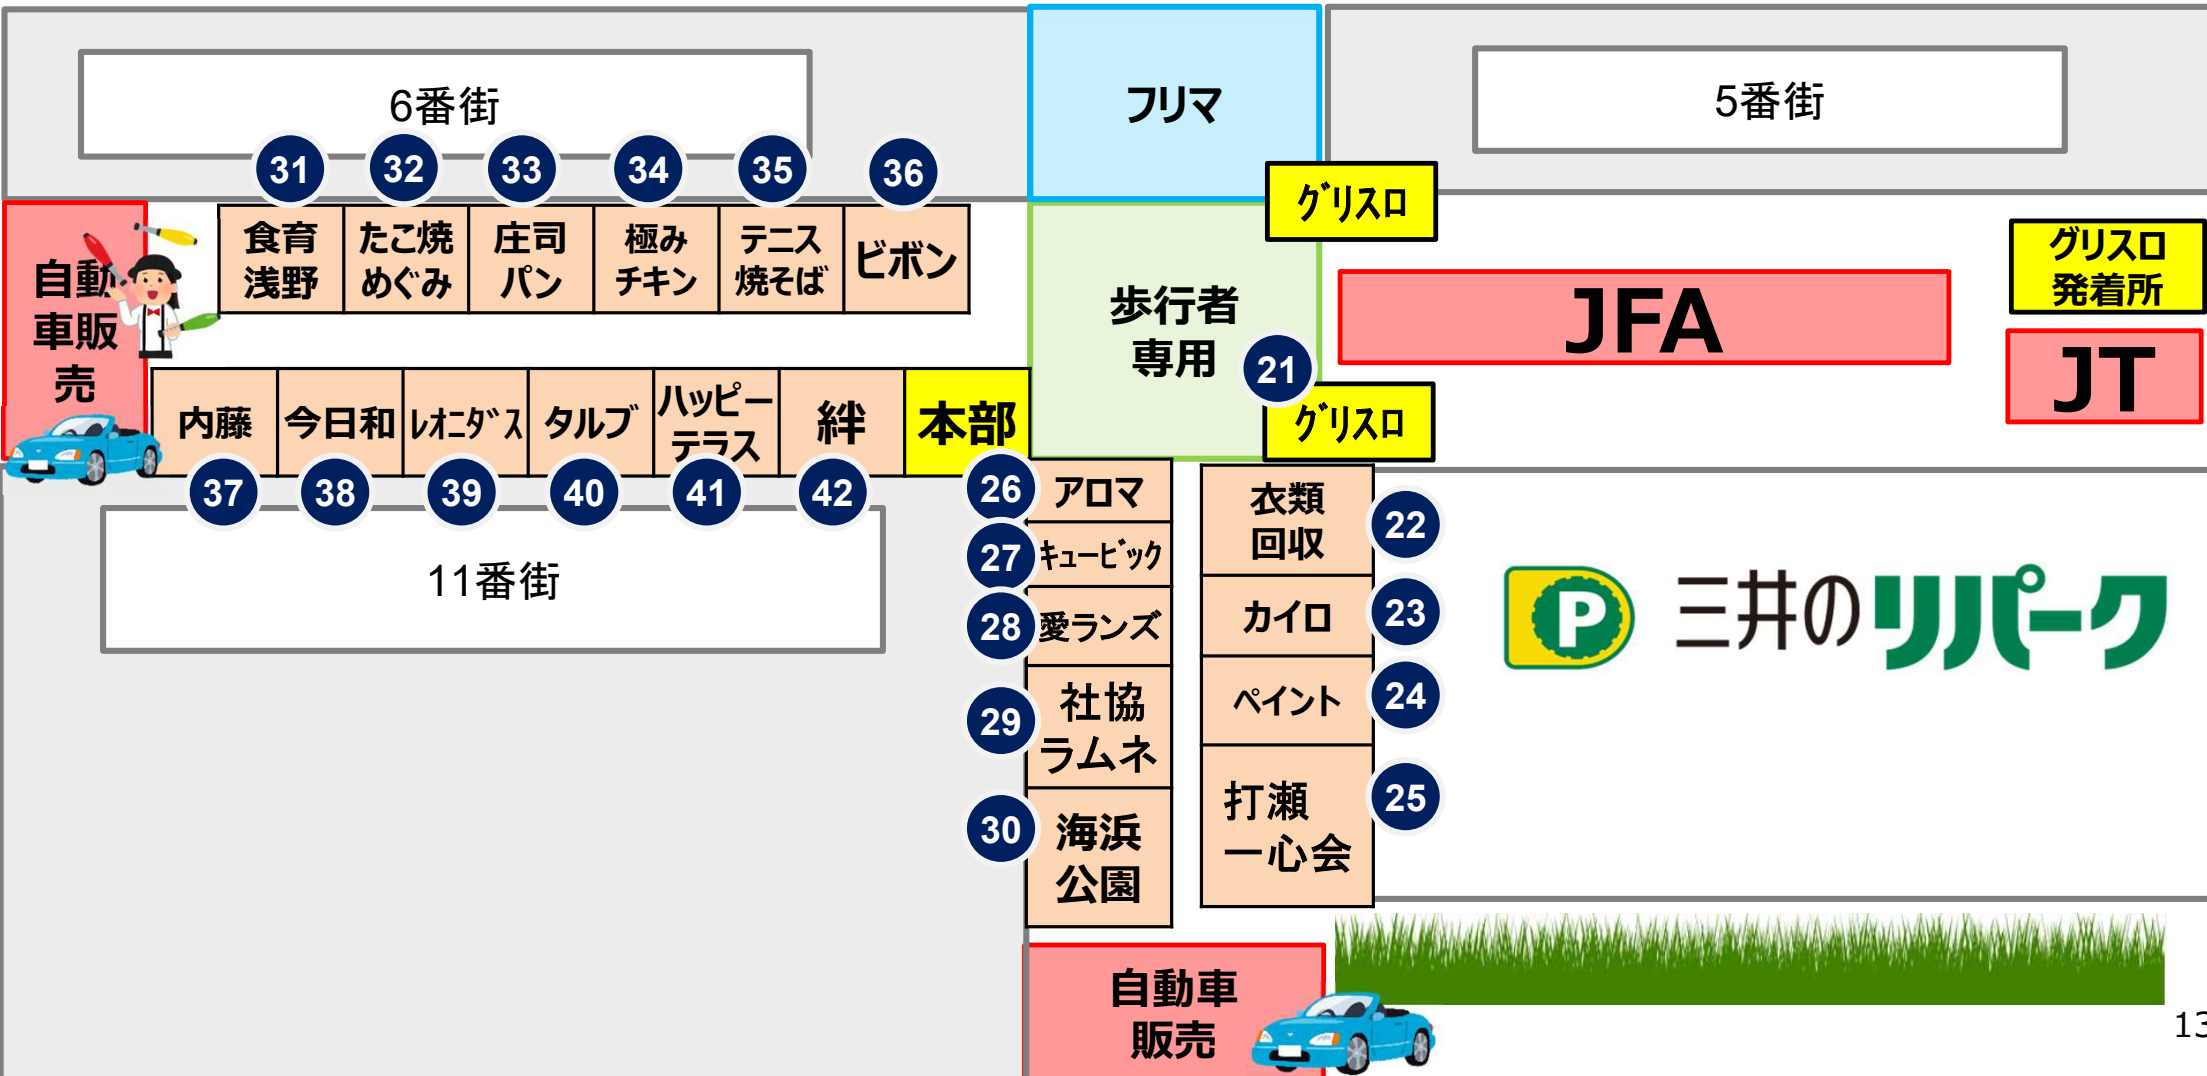 6番街
フリマ
5番街
31
32
33
34
35
36
グリスロ
食育
浅野
たこ焼
めぐみ
庄司
パン
極み
チキン
テニス
焼そば
ビボン
自動
車販
売
歩行者
専用
21
JFA
グリスロ
発着所
JT
内藤
今日和
レオニダス
タルブ
ハッピー
テラス
絆
本部
グリスロ
37
38
39
40
41
42
11番街
26
アロマ
27
キュービック
28
愛ランズ
29
社協
ラムネ
30
海浜
公園
衣類
回収
22
カイロ
23
ペイント
24
打瀬
一心会
25
P 三井のリパーク
自動車
販売
13